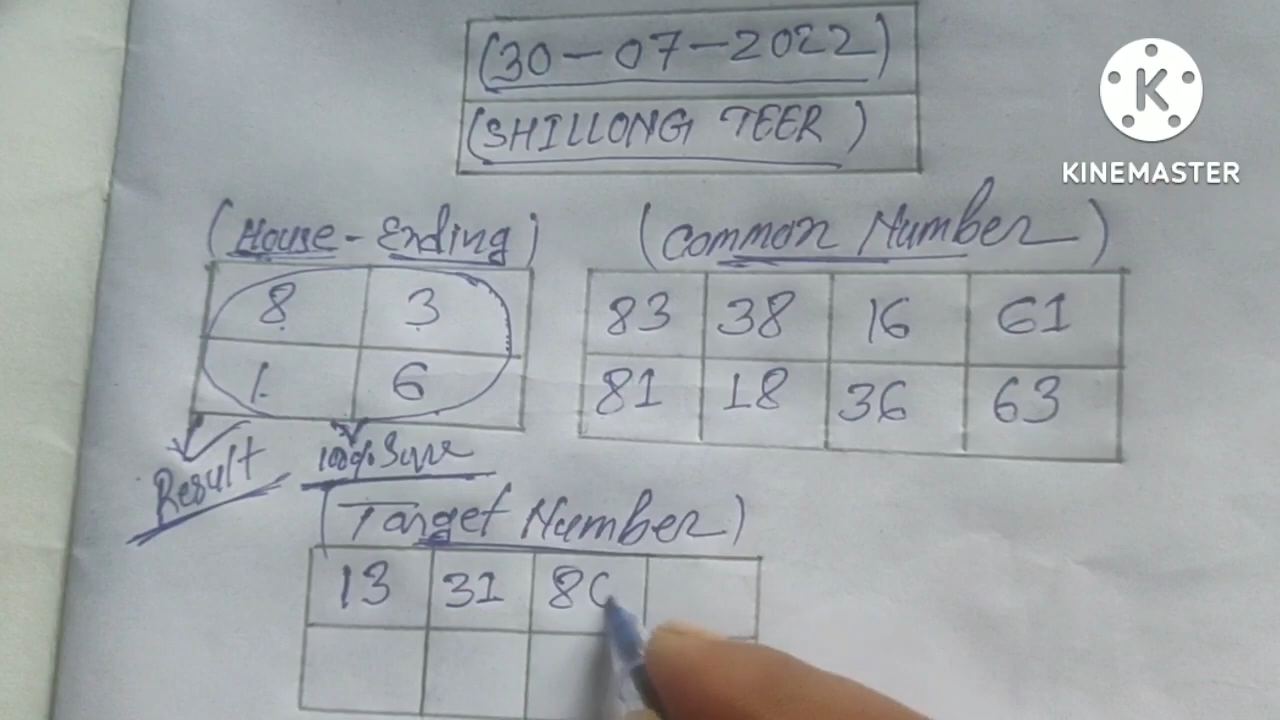 (30-07-2022)
(SHILLONG TEER)
K
KINEMASTER
(House-Ending)
8 3
1 6
(Common Number)
83 38 16 61
81 18 36 63
Result
100% Sure
(Target Number)
13 31